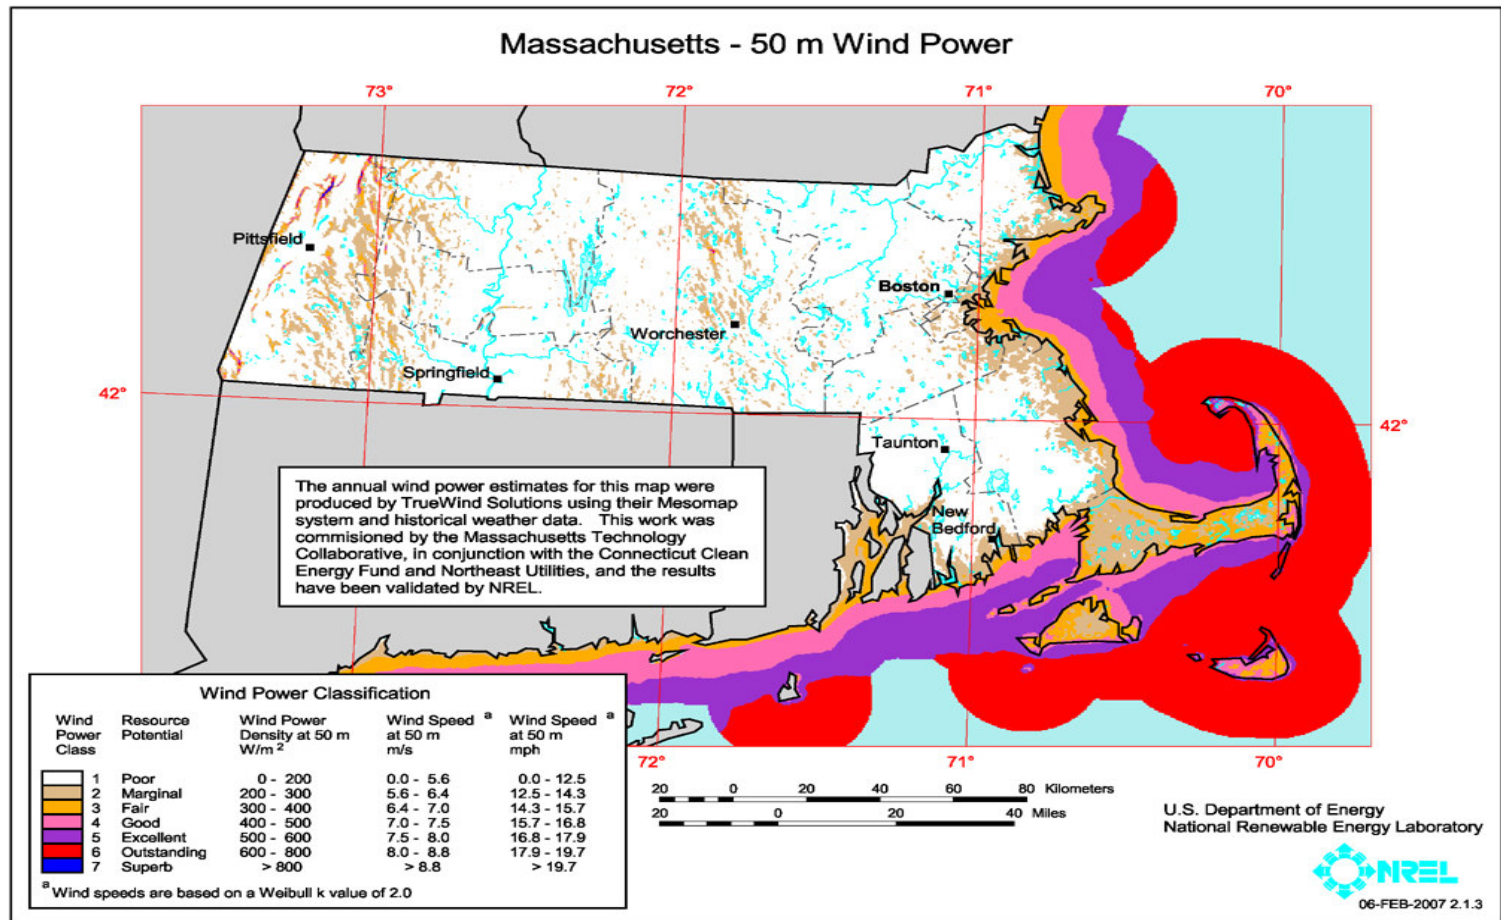 Massachusetts - 50 m Wind Power
73° 72° 71° 70°
Pittsfield
Boston
Worchester
Springfield
42° 42°
Taunton
New
Bedford
The annual wind power estimates for this map were
produced by TrueWind Solutions using their Mesomap
system and historical weather data. This work was
commisioned by the Massachusetts Technology
Collaborative, in conjunction with the Connecticut Clean
Energy Fund and Northeast Utilities, and the results
have been validated by NREL.
72° 71° 70°
Wind Power Classification
Wind Resource Wind Power Wind Speed a Wind Speed a
Power Potential Density at 50 m at 50 m at 50 m
Class W/m 2 m/s mph
1 Poor 0 - 200 0.0 - 5.6 0.0 - 12.5
2 Marginal 200 - 300 5.6 - 6.4 12.5 - 14.3
3 Fair 300 - 400 6.4 - 7.0 14.3 - 15.7
4 Good 400 - 500 7.0 - 7.5 15.7 - 16.8
5 Excellent 500 - 600 7.5 - 8.0 16.8 - 17.9
6 Outstanding 600 - 800 8.0 - 8.8 17.9 - 19.7
7 Superb > 800 > 8.8 > 19.7
a Wind speeds are based on a Weibull k value of 2.0
20 0 20 40 60 80 Kilometers
20 0 20 40 Miles
U.S. Department of Energy
National Renewable Energy Laboratory
NREL
06-FEB-2007 2.1.3